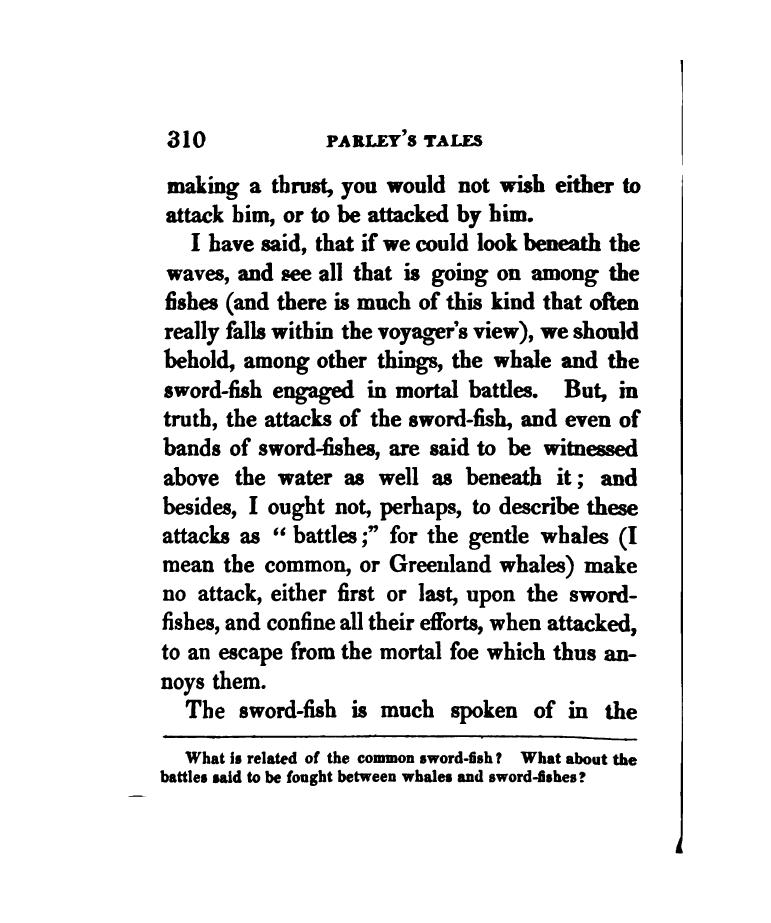 310 PARLEY'S TALES
making a thrust, you would not wish either to
attack him, or to be attacked by him.
I have said, that if we could look beneath the
waves, and see all that is going on among the
fishes (and there is much of this kind that often
really falls within the voyager's view), we should
behold, among other things, the whale and the
sword-fish engaged in mortal battles. But, in
truth, the attacks of the sword-fish, and even of
bands of sword-fishes, are said to be witnessed
above the water as well as beneath it; and
besides, I ought not, perhaps, to describe these
attacks as "battles;" for the gentle whales (I
mean the common, or Greenland whales) make
no attack, either first or last, upon the sword-
fishes, and confine all their efforts, when attacked,
to an escape from the mortal foe which thus an-
noys them.
The sword-fish is much spoken of in the
What is related of the common sword-fish? What about the
battles said to be fought between whales and sword-fishes?